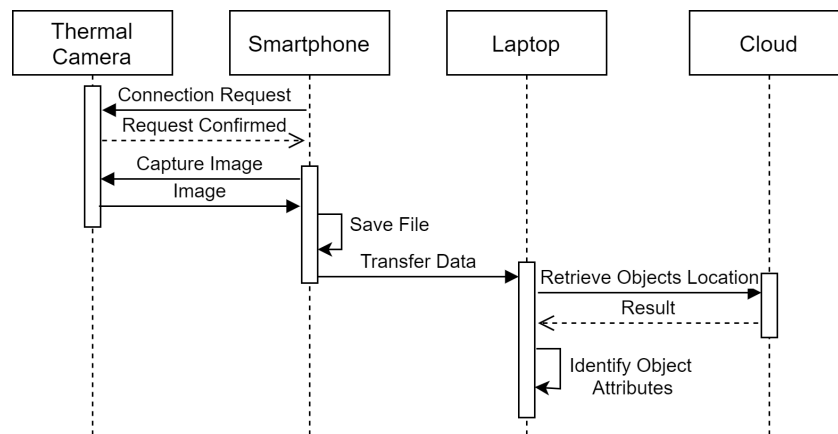 Thermal
Camera
Smartphone
Laptop
Cloud
Connection Request
Request Confirmed
Capture Image
Image
Save File
Transfer Data
Retrieve Objects Location
Result
Identify Object
Attributes